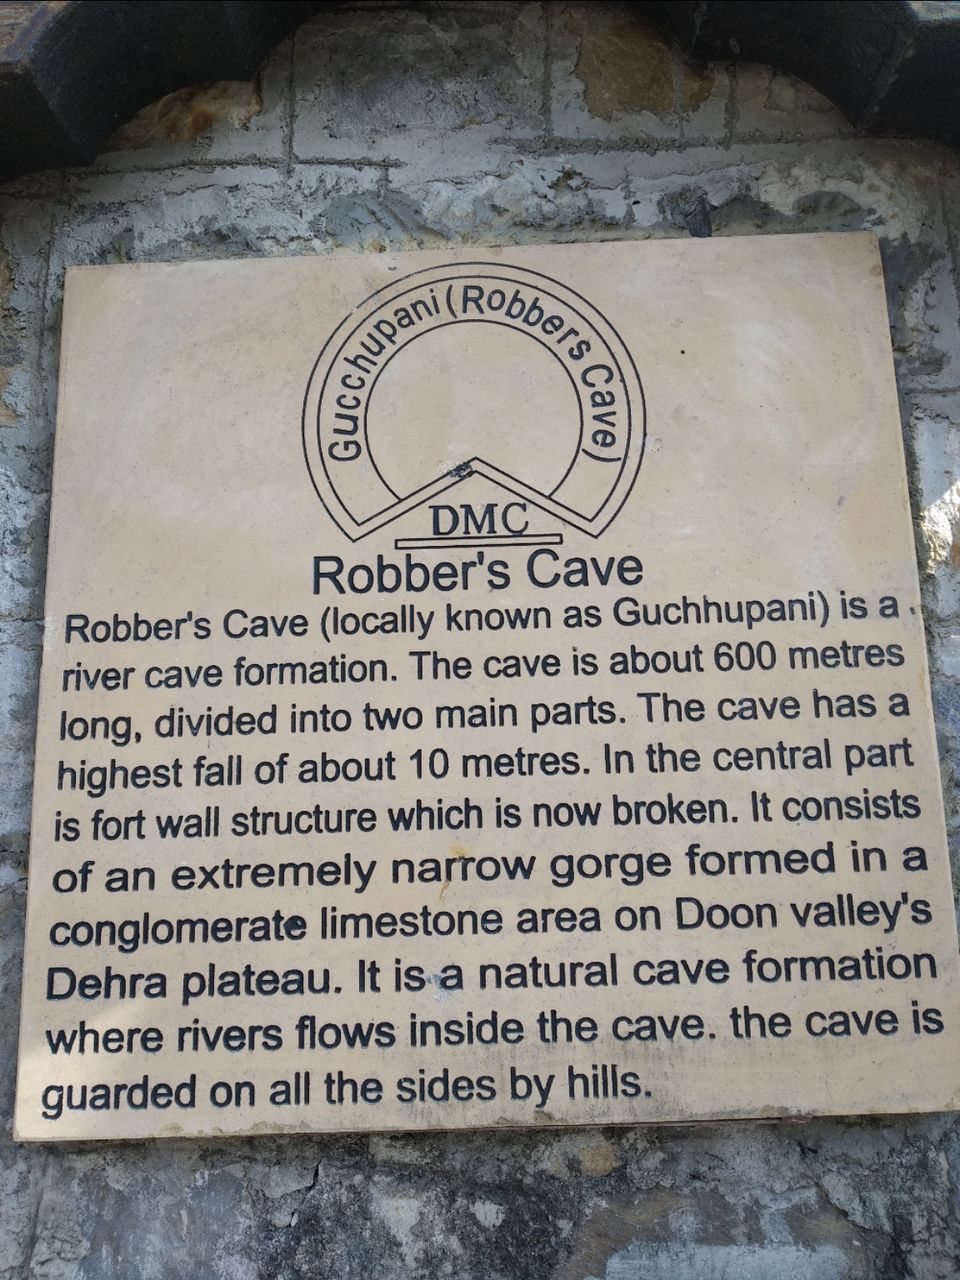 Gucchupani (Robbers Cave)
DMC
Robber's Cave
Robber's Cave (locally known as Guchhupani) is a
river cave formation. The cave is about 600 metres
long, divided into two main parts. The cave has a
highest fall of about 10 metres. In the central part
is fort wall structure which is now broken. It consists
of an extremely narrow gorge formed in a
conglomerate limestone area on Doon valley's
Dehra plateau. It is a natural cave formation
where rivers flows inside the cave. the cave is
guarded on all the sides by hills.